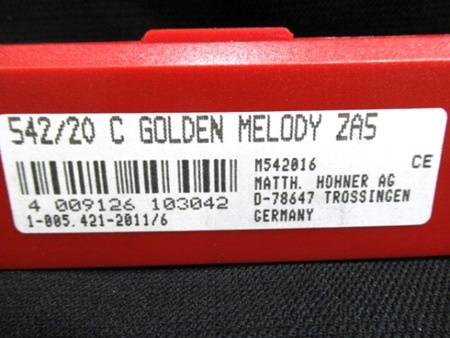 542/20 C GOLDEN MELODY ZAS
M542016 CE
MATTH. HOHNER AG
D-78647 TROSSINGEN
GERMANY
4 009126 103042
1-005.421-2011/6